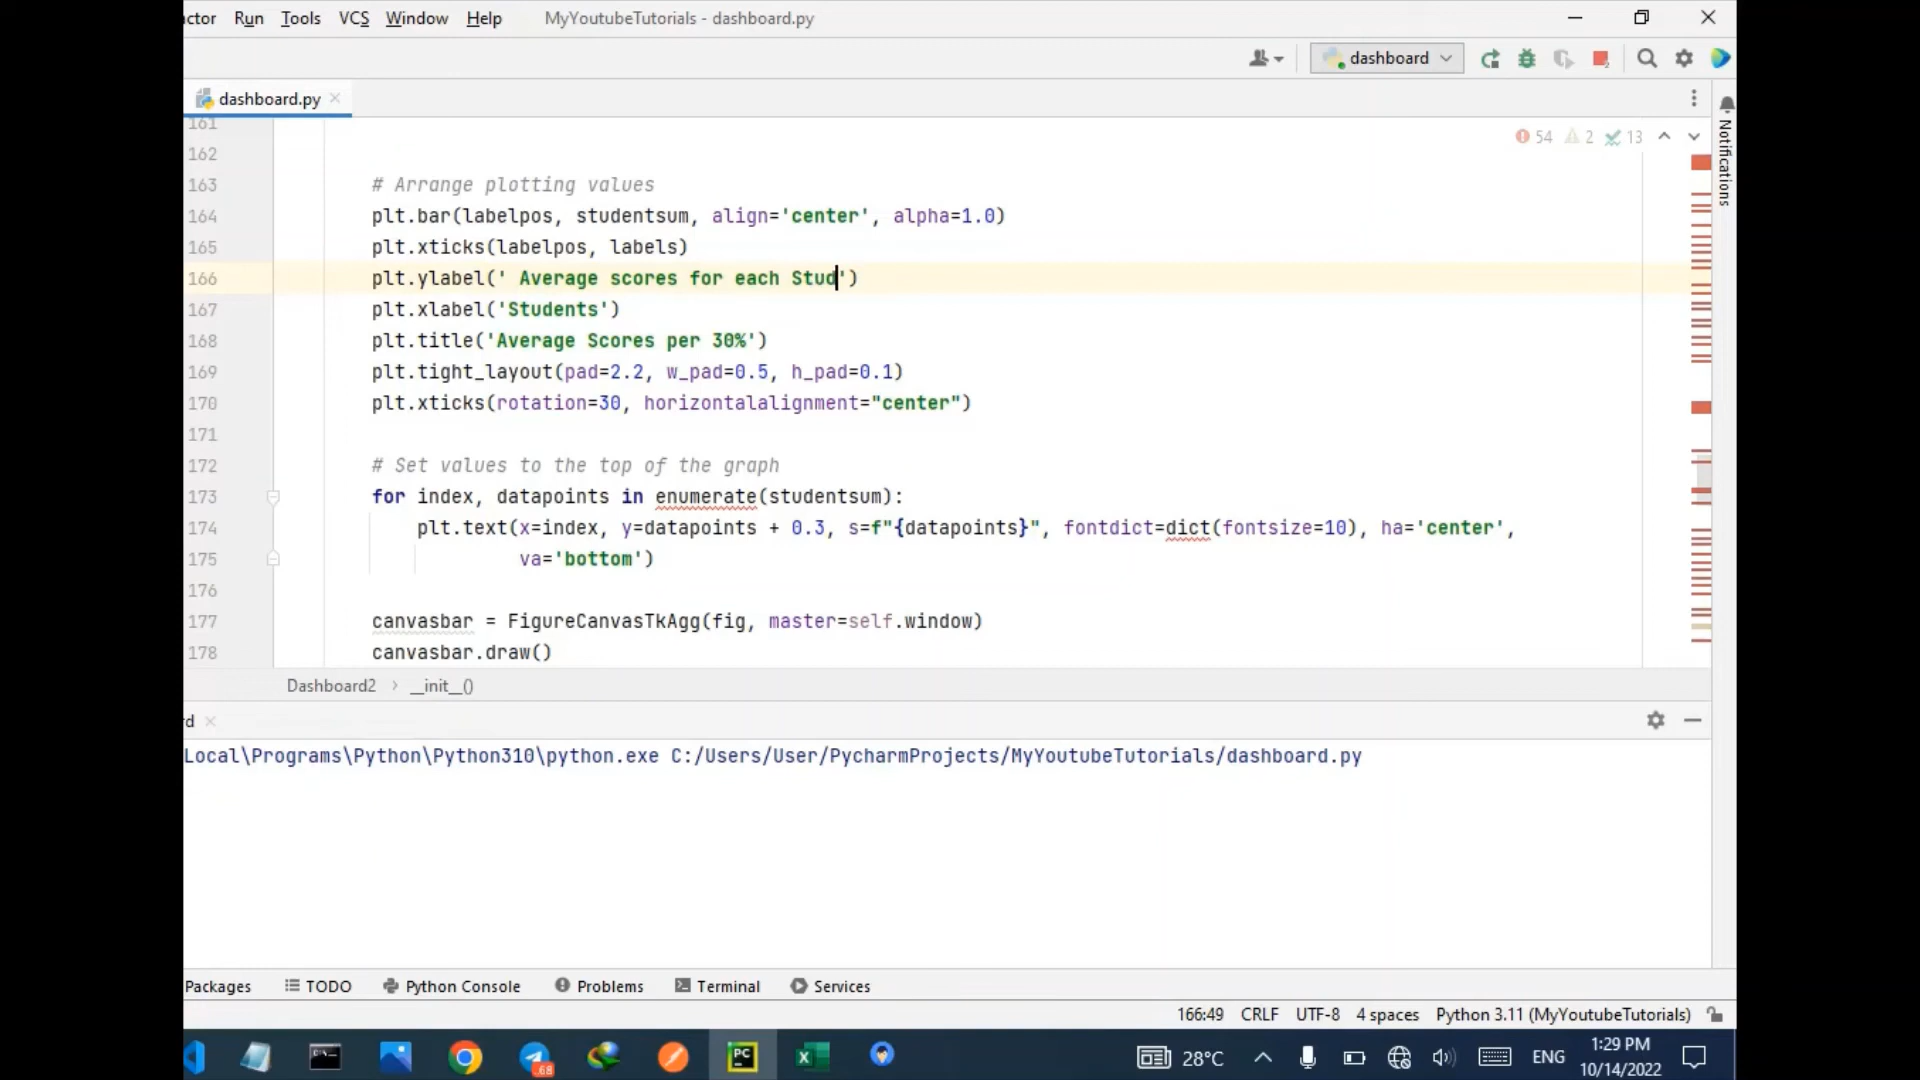 ctor Run Tools VCS Window Help MyYoutubeTutorials - dashboard.py
dashboard
dashboard.py
54 2 13
Notifications
161
162
163 # Arrange plotting values
164 plt.bar(labelpos, studentsum, align='center', alpha=1.0)
165 plt.xticks(labelpos, labels)
166 plt.ylabel(' Average scores for each Stud')
167 plt.xlabel('Students')
168 plt.title('Average Scores per 30%')
169 plt.tight_layout(pad=2.2, w_pad=0.5, h_pad=0.1)
170 plt.xticks(rotation=30, horizontalalignment="center")
171
172 # Set values to the top of the graph
173 for index, datapoints in enumerate(studentsum):
174 plt.text(x=index, y=datapoints + 0.3, s=f"{datapoints}", fontdict=dict(fontsize=10), ha='center',
175 va='bottom')
176
177 canvasbar = FigureCanvasTkAgg(fig, master=self.window)
178 canvasbar.draw()
Dashboard2 › __init__()
rd
Local\Programs\Python\Python310\python.exe C:/Users/User/PycharmProjects/MyYoutubeTutorials/dashboard.py
Packages TODO Python Console Problems Terminal Services
166:49 CRLF UTF-8 4 spaces Python 3.11 (MyYoutubeTutorials)
68 PC 28°C ENG 1:29 PM
10/14/2022